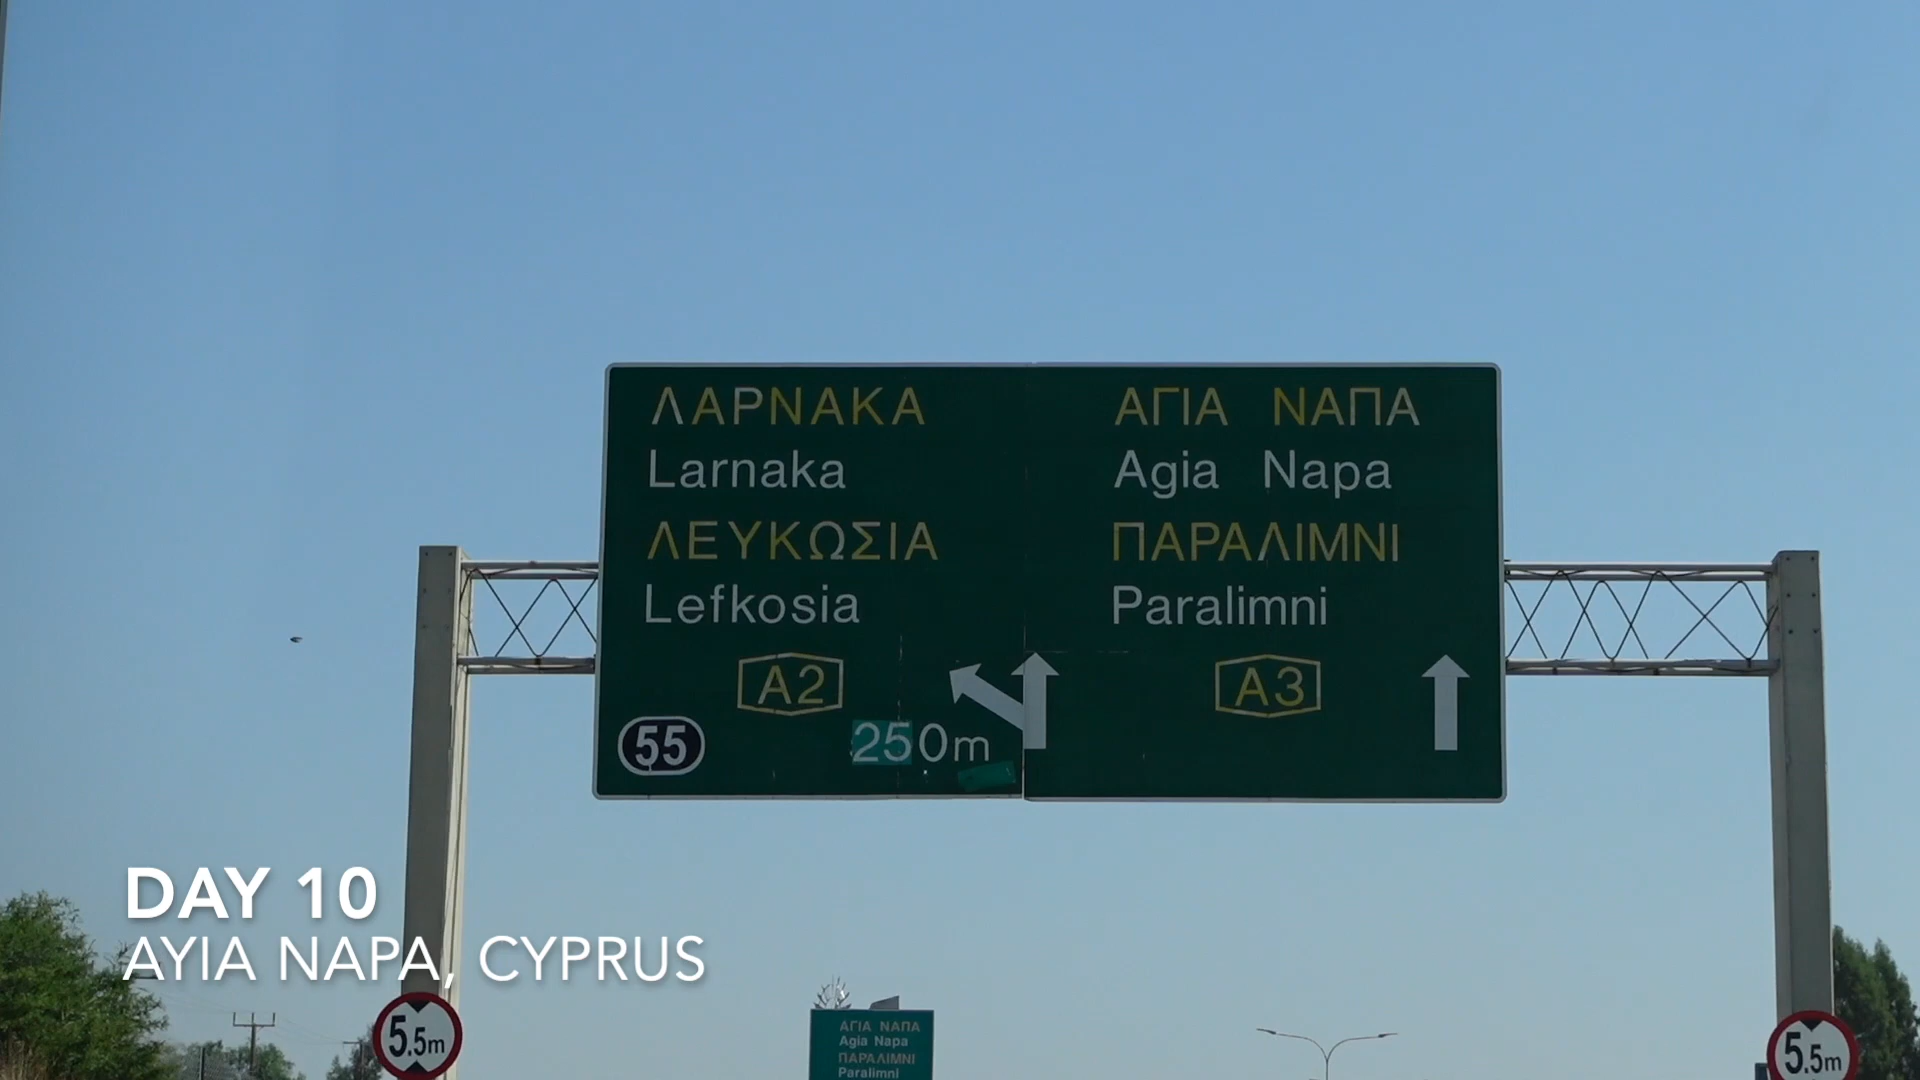 ΛΑΡΝΑΚΑ
Larnaka
ΛΕΥΚΩΣΙΑ
Lefkosia
A2
55
250m
ΑΓΙΑ ΝΑΠΑ
Agia Napa
ΠΑΡΑΛΙΜΝΙ
Paralimni
A3
DAY 10
AYIA NAPA, CYPRUS
5.5m
ΑΓΙΑ ΝΑΠΑ
Agia Napa
ΠΑΡΑΛΙΜΝΙ
Paralimni
5.5m